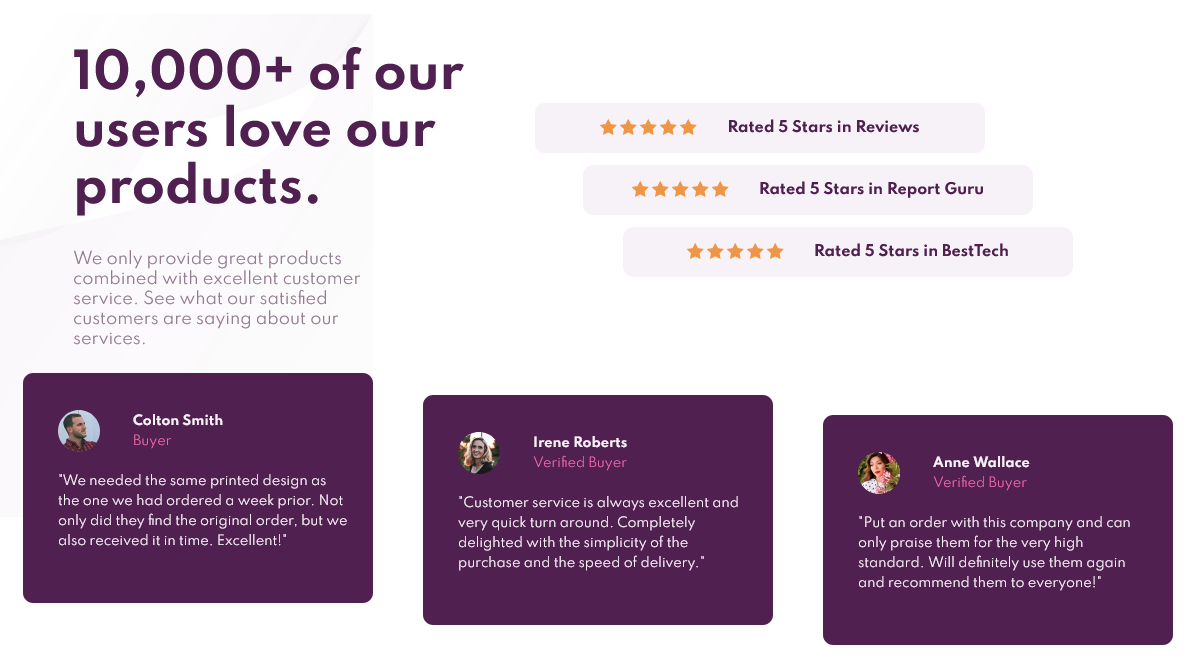 10,000+ of our
users love our
products.
We only provide great products
combined with excellent customer
service. See what our satisfied
customers are saying about our
services.
Rated 5 Stars in Reviews
Rated 5 Stars in Report Guru
Rated 5 Stars in BestTech
Colton Smith
Buyer
"We needed the same printed design as
the one we had ordered a week prior. Not
only did they find the original order, but we
also received it in time. Excellent!"
Irene Roberts
Verified Buyer
"Customer service is always excellent and
very quick turn around. Completely
delighted with the simplicity of the
purchase and the speed of delivery."
Anne Wallace
Verified Buyer
"Put an order with this company and can
only praise them for the very high
standard. Will definitely use them again
and recommend them to everyone!"